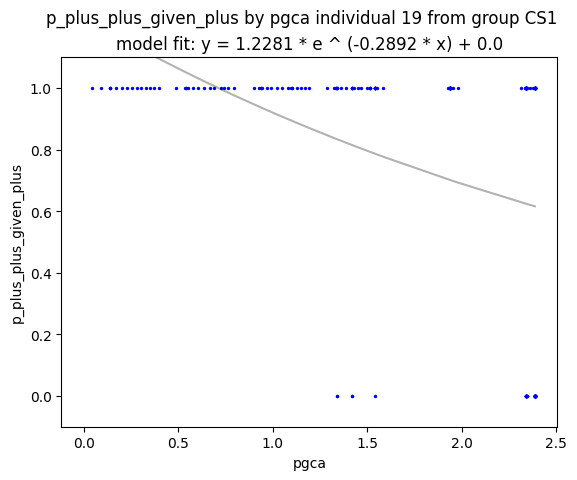 p_plus_plus_given_plus by pgca individual 19 from group CS1
model fit: y = 1.2281 * e ^ (-0.2892 * x) + 0.0
p_plus_plus_given_plus
1.0
0.8
0.6
0.4
0.2
0.0
0.0 0.5 1.0 1.5 2.0 2.5
pgca